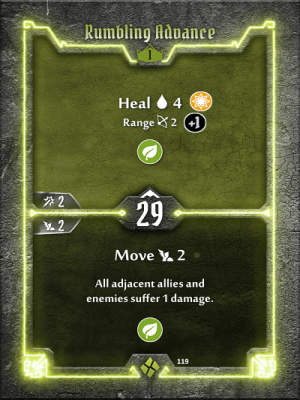 Rumbling Advance
1
Heal 4
Range 2 +1
2
29
2
Move 2
All adjacent allies and
enemies suffer 1 damage.
119